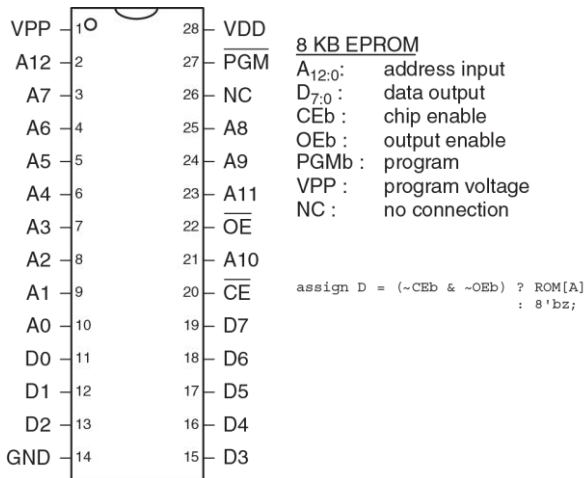 VPP 1 28 VDD
A12 2 27 PGM
A7 3 26 NC
A6 4 25 A8
A5 5 24 A9
A4 6 23 A11
A3 7 22 OE
A2 8 21 A10
A1 9 20 CE
A0 10 19 D7
D0 11 18 D6
D1 12 17 D5
D2 13 16 D4
GND 14 15 D3
8 KB EPROM
A12:0: address input
D7:0 : data output
CEb : chip enable
OEb : output enable
PGMb : program
VPP : program voltage
NC : no connection
assign D = (~CEb & ~OEb) ? ROM[A]
: 8'bz;